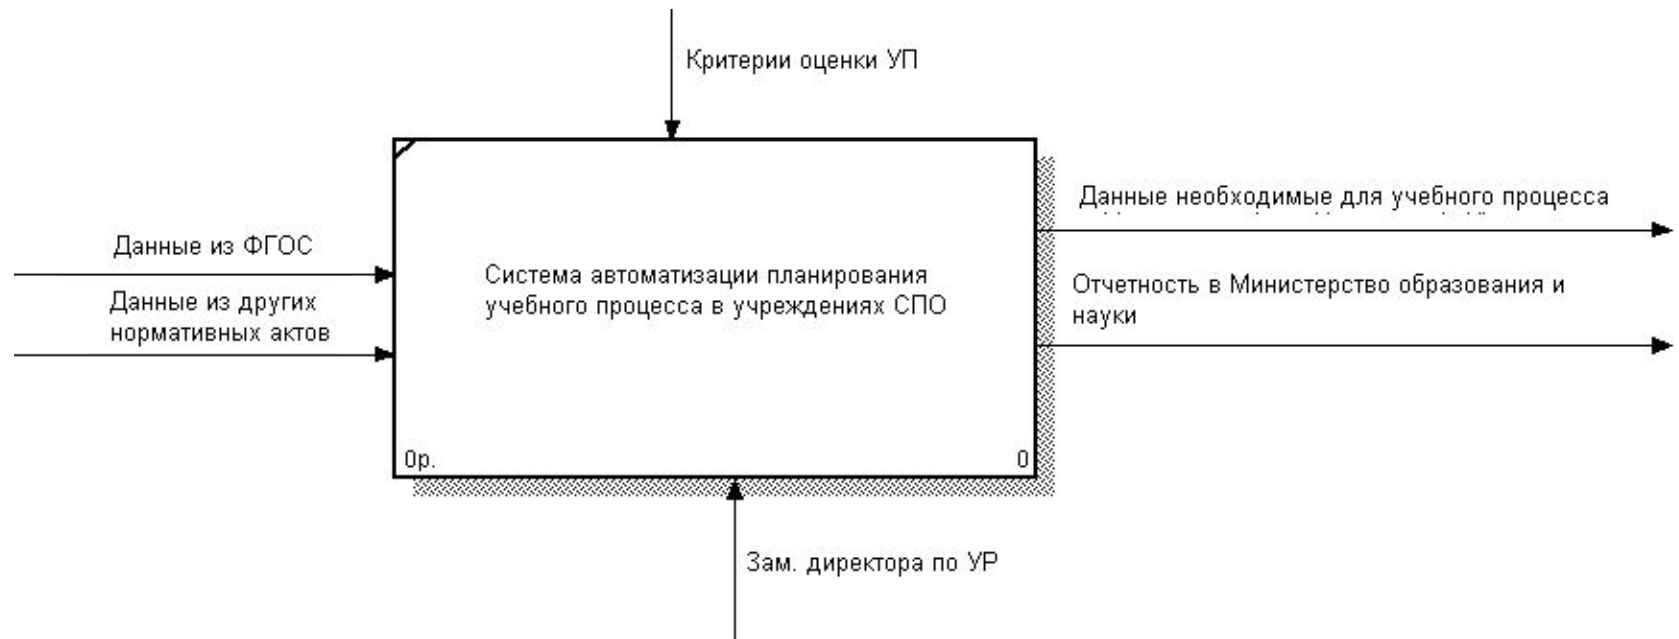 Критерии оценки УП
Данные необходимые для учебного процесса
Данные из ФГОС
Система автоматизации планирования
учебного процесса в учреждениях СПО
Отчетность в Министерство образования и
науки
Данные из других
нормативных актов
0р.
0
Зам. директора по УР